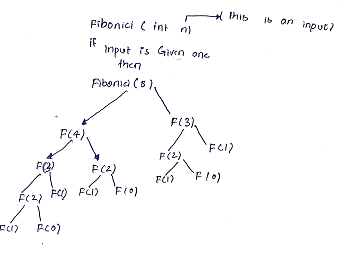 Fibonici ( int n) → ( this is an input)
if input is Given one
then
Fibonici (5)
F(4) F(3)
F(3) F(2) F(2) F(1)
F(2) F(1) F(1) F(0) F(1) F(0)
F(1) F(0)